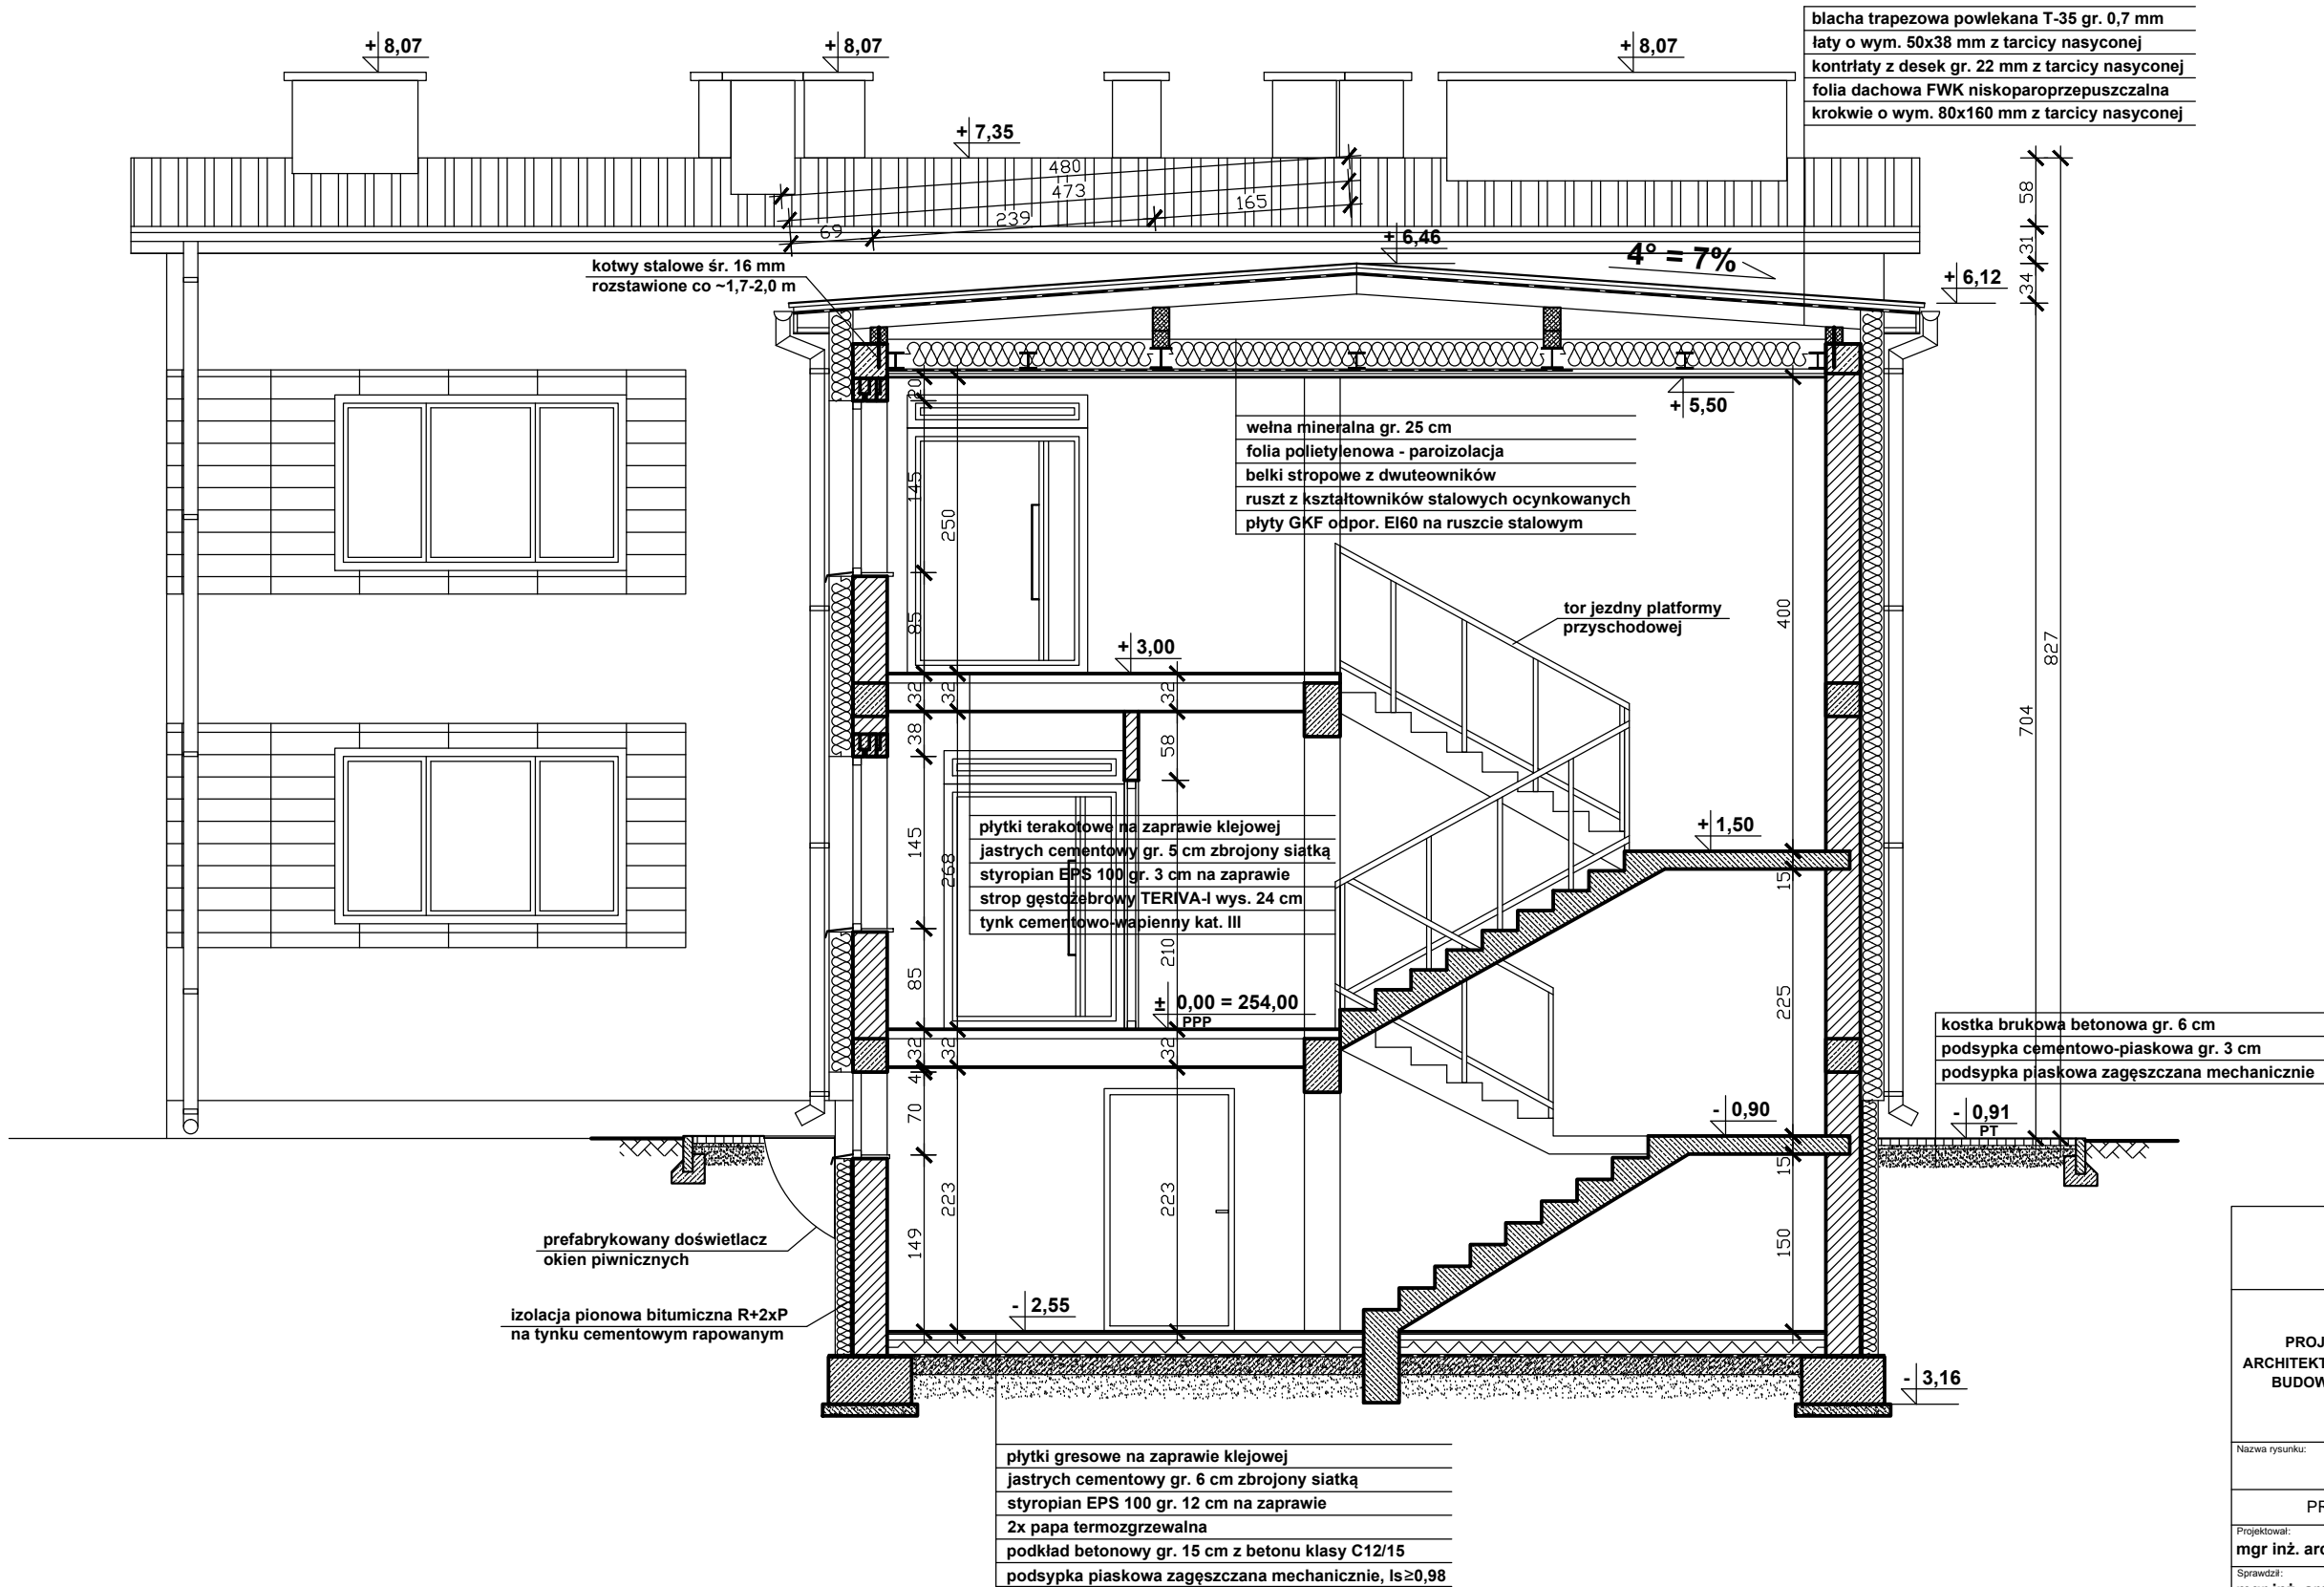 blacha trapezowa powlekana T-35 gr. 0,7 mm
łaty o wym. 50x38 mm z tarcicy nasyconej
kontrłaty z desek gr. 22 mm z tarcicy nasyconej
folia dachowa FWK niskoparoprzepuszczalna
krokwie o wym. 80x160 mm z tarcicy nasyconej
+ 8,07
+ 8,07
+ 8,07
+ 7,35
480
473
239
165
69
58
31
34
+ 6,46
4° = 7%
+ 6,12
kotwy stalowe śr. 16 mm
rozstawione co ~1,7-2,0 m
20
+ 5,50
wełna mineralna gr. 25 cm
folia polietylenowa - paroizolacja
belki stropowe z dwuteowników
ruszt z kształtowników stalowych ocynkowanych
płyty GKF odpor. EI60 na ruszcie stalowym
145
250
85
400
tor jezdny platformy
przyschodowej
827
704
+ 3,00
32
32
32
38
58
płytki terakotowe na zaprawie klejowej
jastrych cementowy gr. 5 cm zbrojony siatką
styropian EPS 100 gr. 3 cm na zaprawie
strop gęstożebrowy TERIVA-I wys. 24 cm
tynk cementowo-wapienny kat. III
145
268
210
+ 1,50
15
85
225
± 0,00 = 254,00
PPP
32
32
32
4
70
kostka brukowa betonowa gr. 6 cm
podsypka cementowo-piaskowa gr. 3 cm
podsypka piaskowa zagęszczana mechanicznie
- 0,90
- 0,91
PT
15
223
223
149
150
prefabrykowany doświetlacz
okien piwnicznych
izolacja pionowa bitumiczna R+2xP
na tynku cementowym rapowanym
- 2,55
- 3,16
płytki gresowe na zaprawie klejowej
jastrych cementowy gr. 6 cm zbrojony siatką
styropian EPS 100 gr. 12 cm na zaprawie
2x papa termozgrzewalna
podkład betonowy gr. 15 cm z betonu klasy C12/15
podsypka piaskowa zagęszczana mechanicznie, Is≥0,98
PROJ
ARCHITEKT
BUDOW
Nazwa rysunku:
PR
Projektował:
mgr inż. arc
Sprawdził: